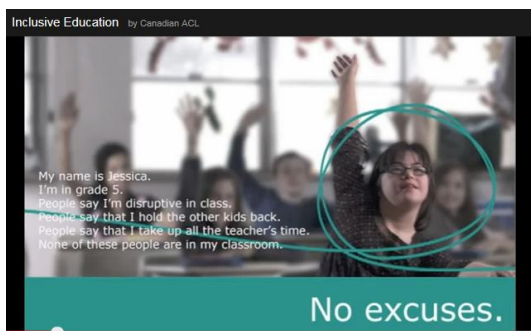 Inclusive Education by Canadian ACL
My name is Jessica.
I'm in grade 5.
People say I'm disruptive in class.
People say that I hold the other kids back.
People say that I take up all the teacher's time.
None of these people are in my classroom.
No excuses.